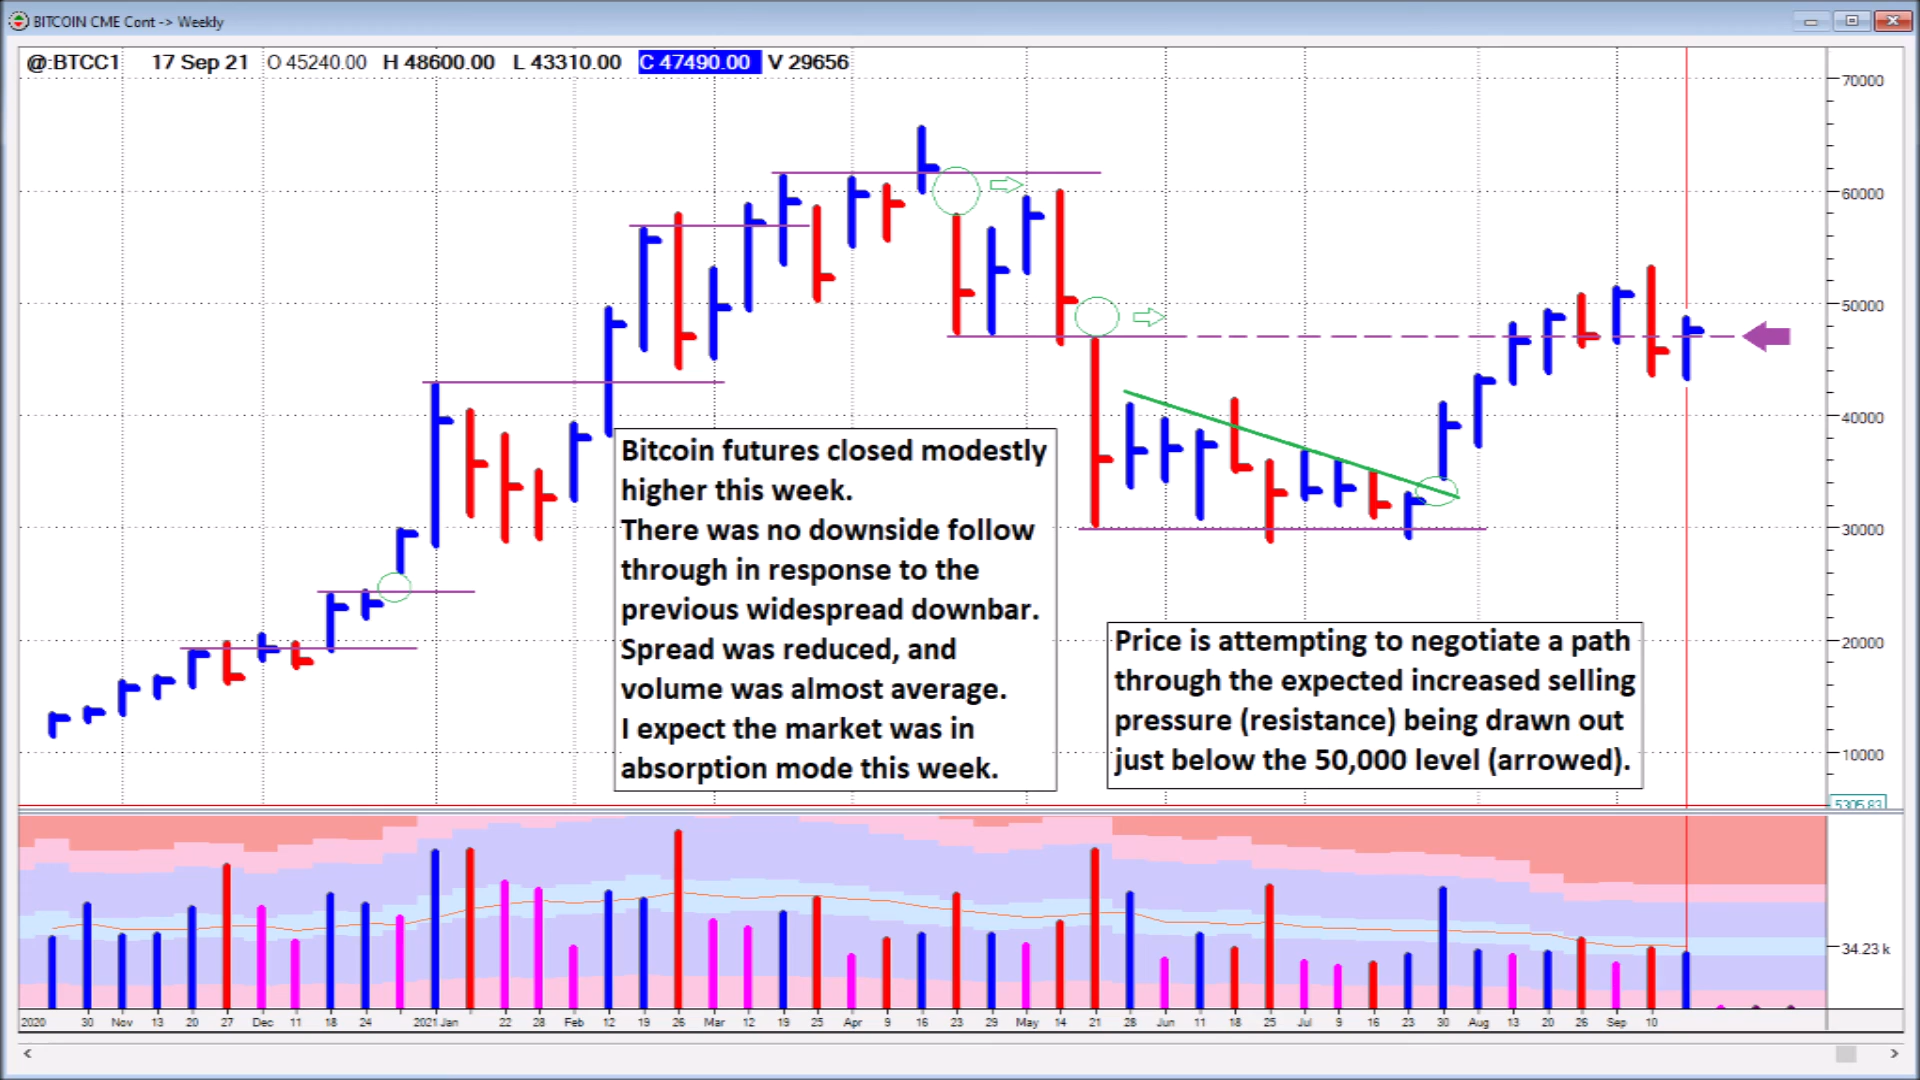 BITCOIN CME Cont -> Weekly
@:BTCC1 17 Sep 21 O 45240.00 H 48600.00 L 43310.00 C 47490.00 V 29656
70000
60000
50000
40000
30000
20000
10000
5305.83
Bitcoin futures closed modestly
higher this week.
There was no downside follow
through in response to the
previous widespread downbar.
Spread was reduced, and
volume was almost average.
I expect the market was in
absorption mode this week.
Price is attempting to negotiate a path
through the expected increased selling
pressure (resistance) being drawn out
just below the 50,000 level (arrowed).
34.23 k
2020 30 Nov 13 20 27 Dec 11 18 24 2021 Jan 22 28 Feb 12 19 26 Mar 12 19 25 Apr 9 16 23 29 May 14 21 28 Jun 11 18 25 Jul 9 16 23 30 Aug 13 20 26 Sep 10